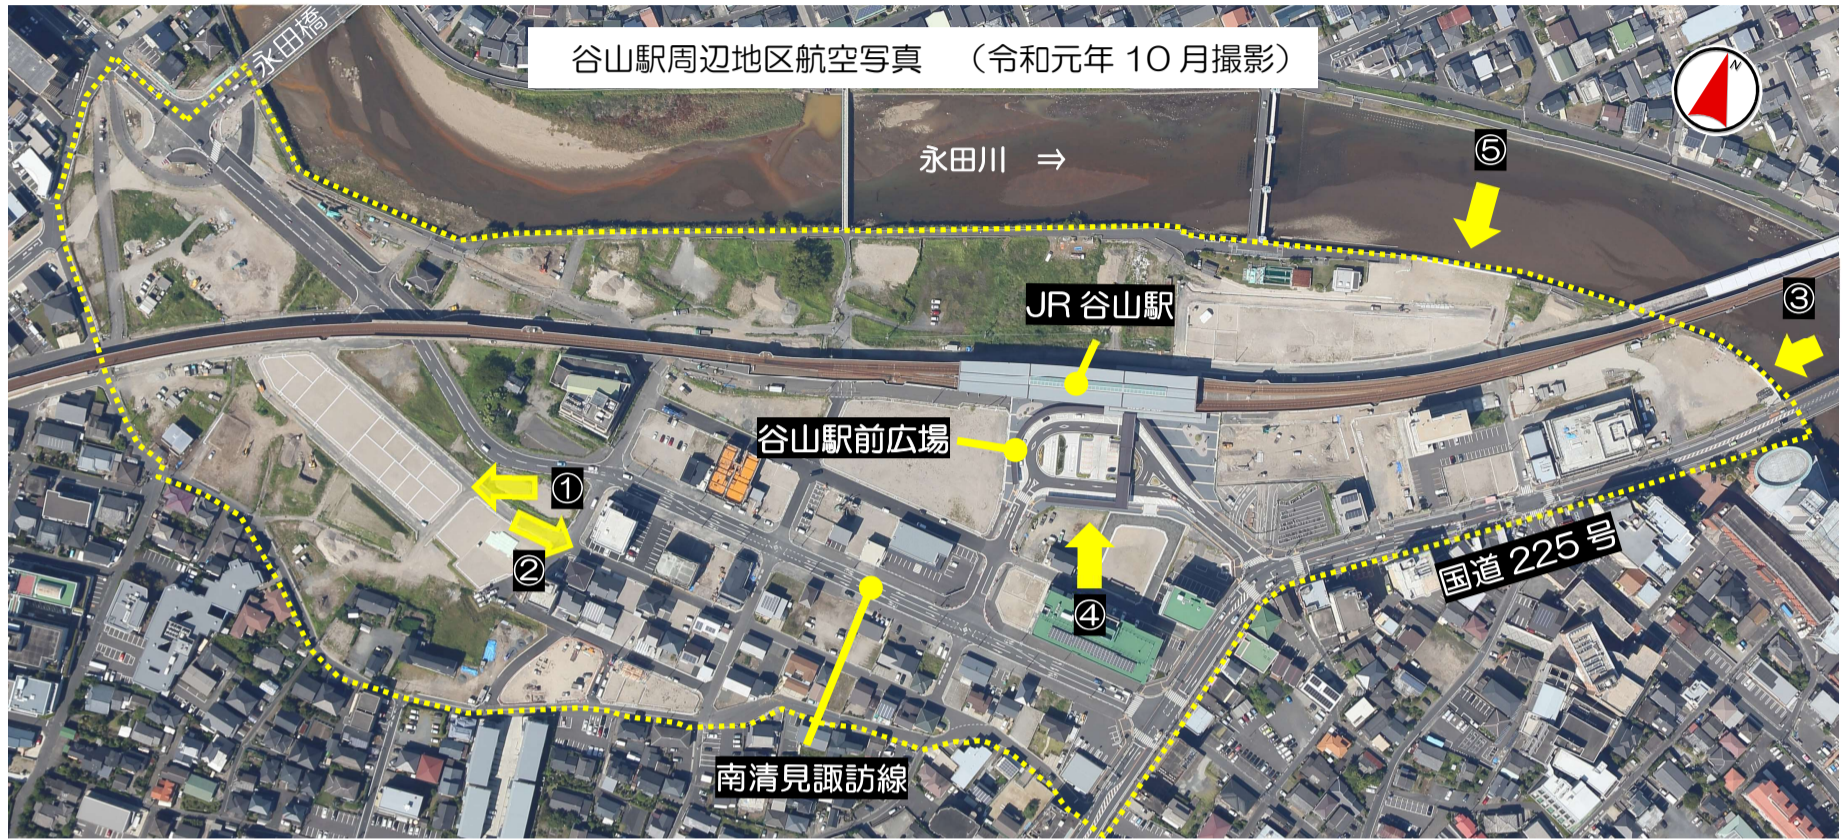 谷山駅周辺地区航空写真　（令和元年 10 月撮影）
永田橋
N
永田川　⇒
⑤
③
JR 谷山駅
谷山駅前広場
①
②
④
国道 225 号
南清見諏訪線